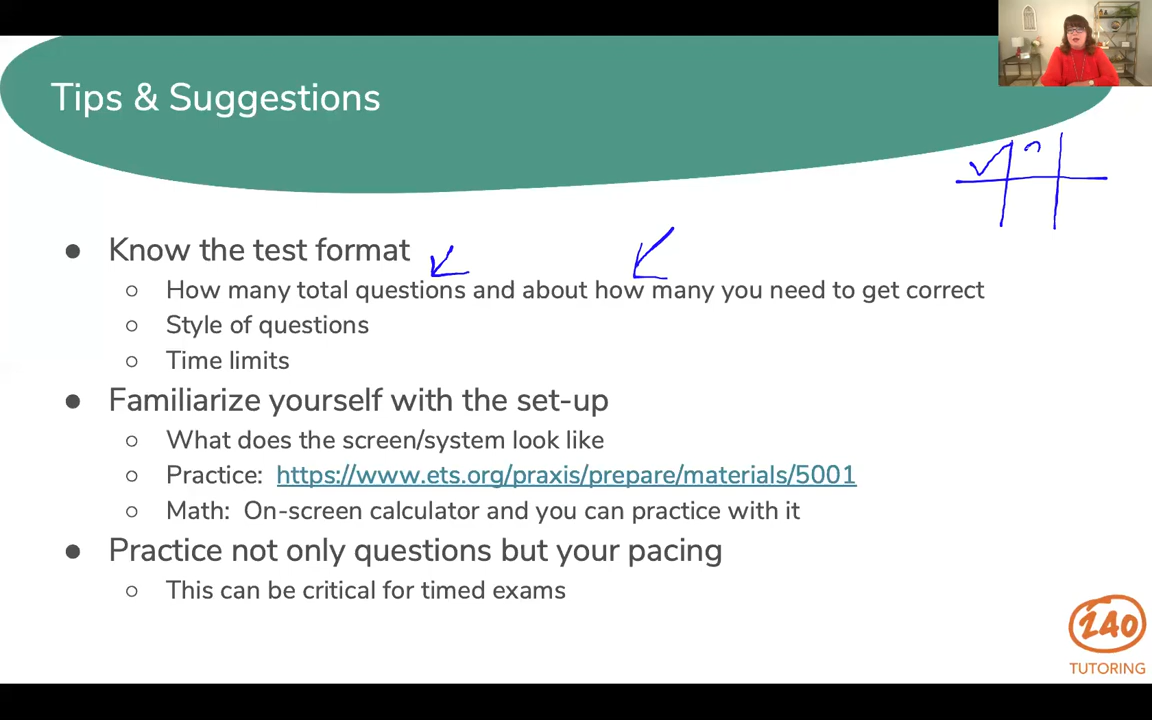 Tips & Suggestions
● Know the test format
○ How many total questions and about how many you need to get correct
○ Style of questions
○ Time limits
● Familiarize yourself with the set-up
○ What does the screen/system look like
○ Practice: https://www.ets.org/praxis/prepare/materials/5001
○ Math: On-screen calculator and you can practice with it
● Practice not only questions but your pacing
○ This can be critical for timed exams
240
TUTORING